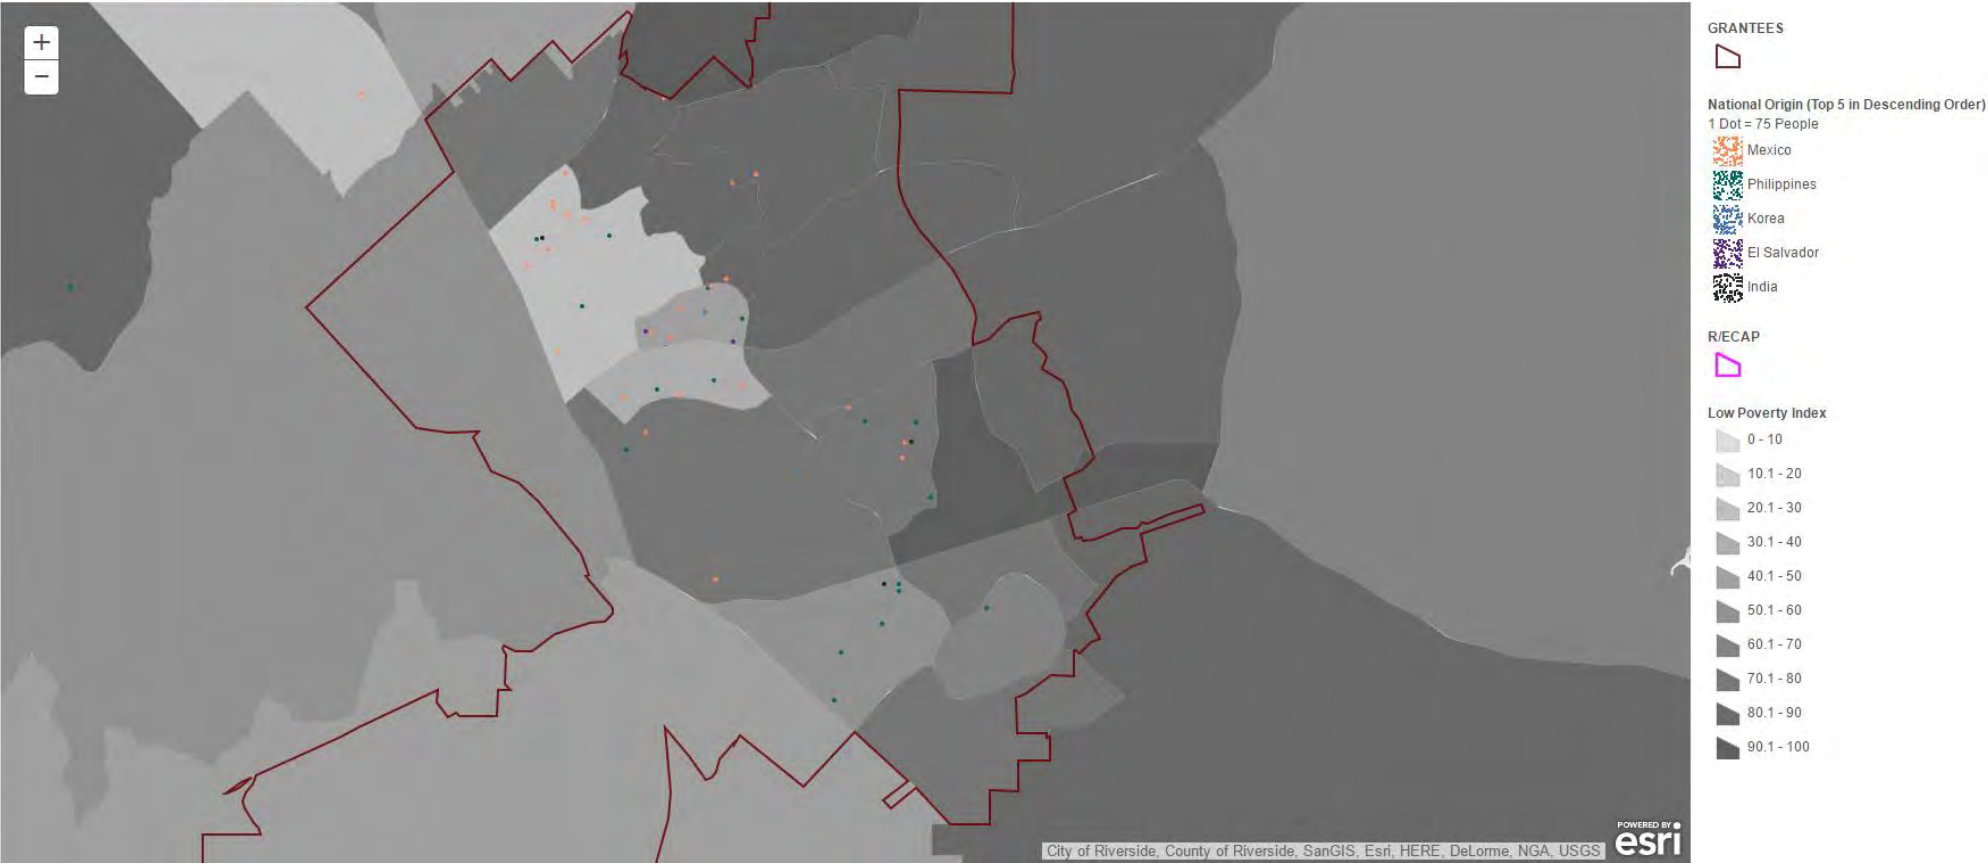 +
−
GRANTEES
National Origin (Top 5 in Descending Order)
1 Dot = 75 People
Mexico
Philippines
Korea
El Salvador
India
R/ECAP
Low Poverty Index
0 - 10
10.1 - 20
20.1 - 30
30.1 - 40
40.1 - 50
50.1 - 60
60.1 - 70
70.1 - 80
80.1 - 90
90.1 - 100
City of Riverside, County of Riverside, SanGIS, Esri, HERE, DeLorme, NGA, USGS
POWERED BY
esri